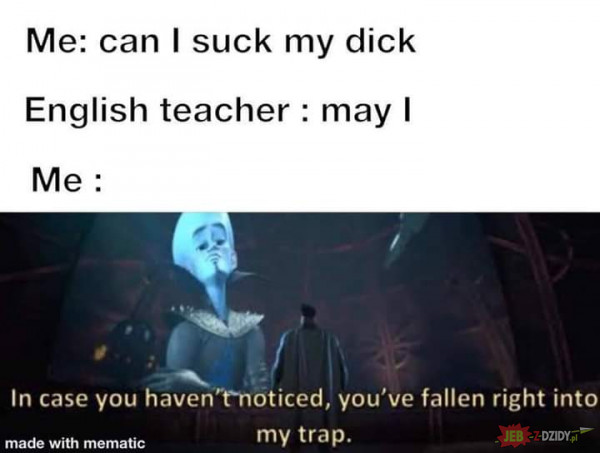 Me: can I suck my dick
English teacher : may I
Me :
In case you haven't noticed, you've fallen right into
my trap.
made with mematic
JEB-Z-DZIDY.pl